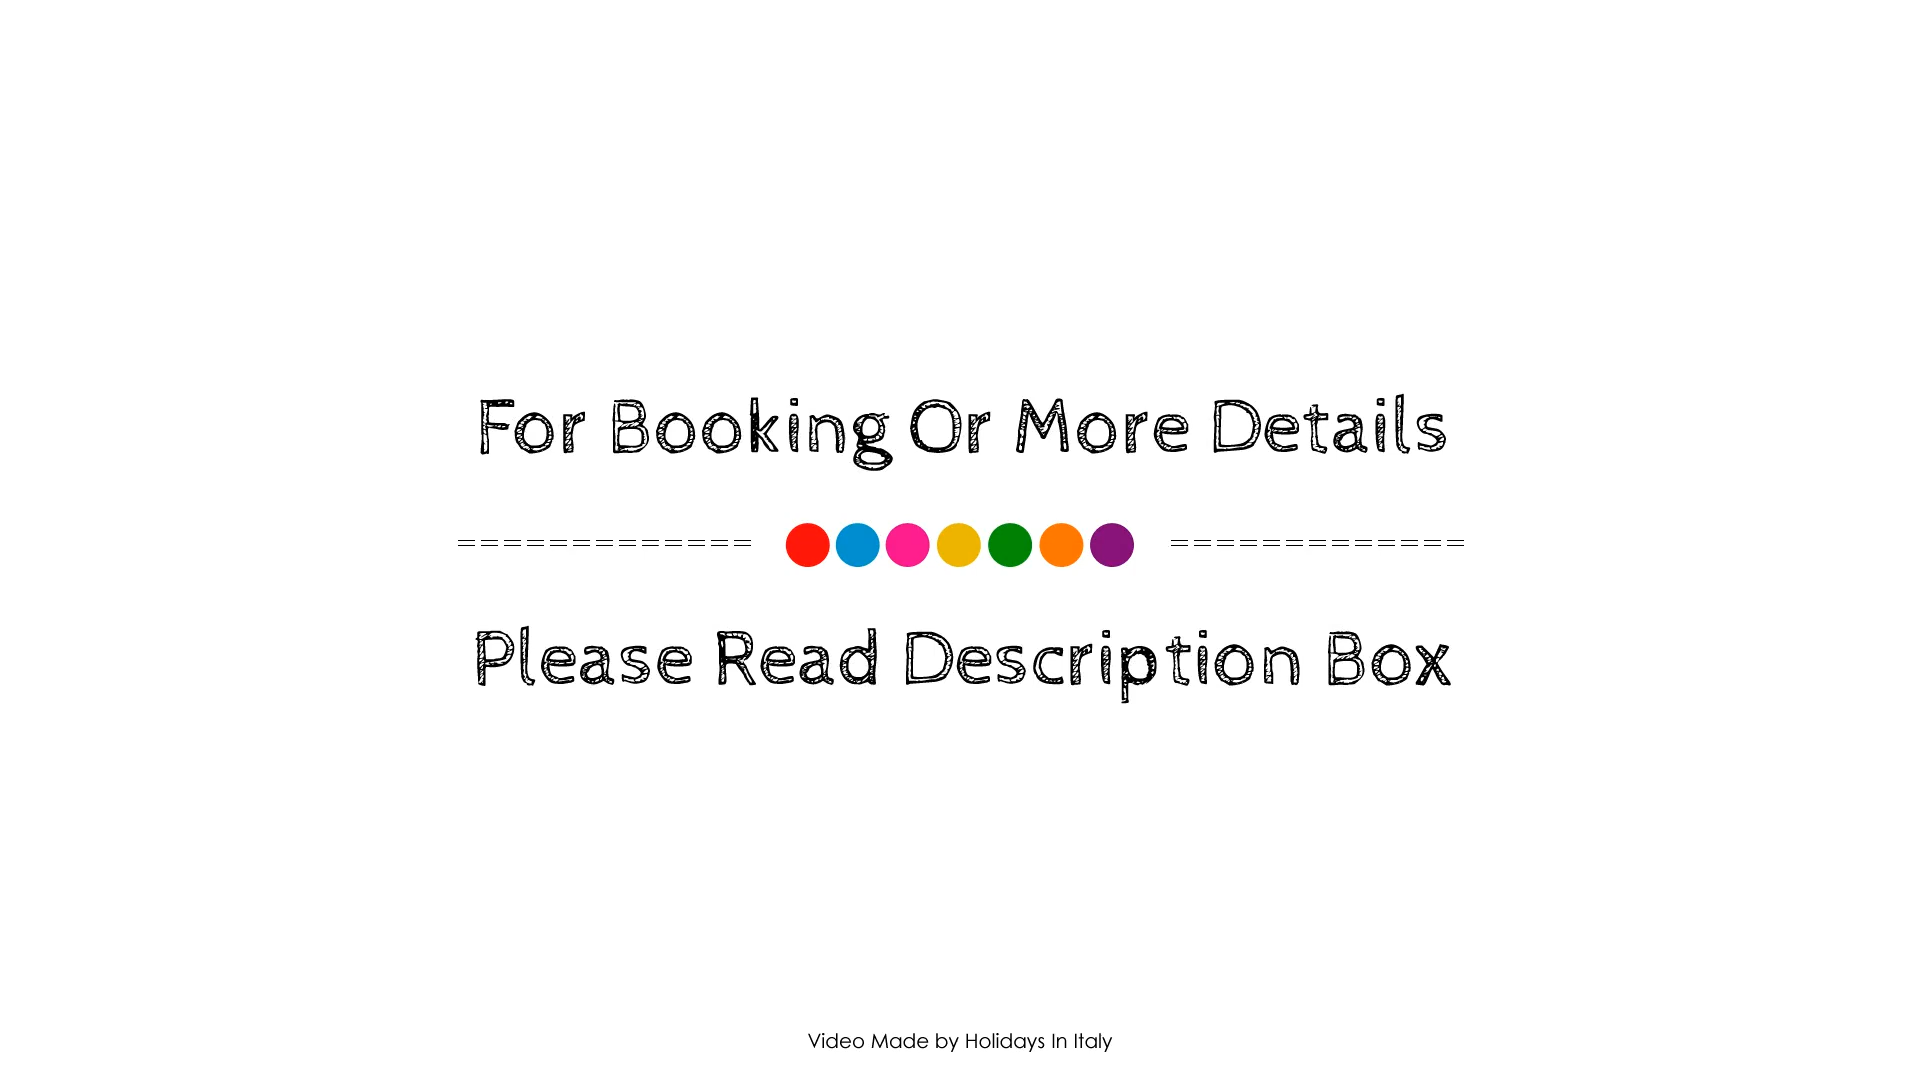 For Booking Or More Details
============= =============
Please Read Description Box
Video Made by Holidays In Italy